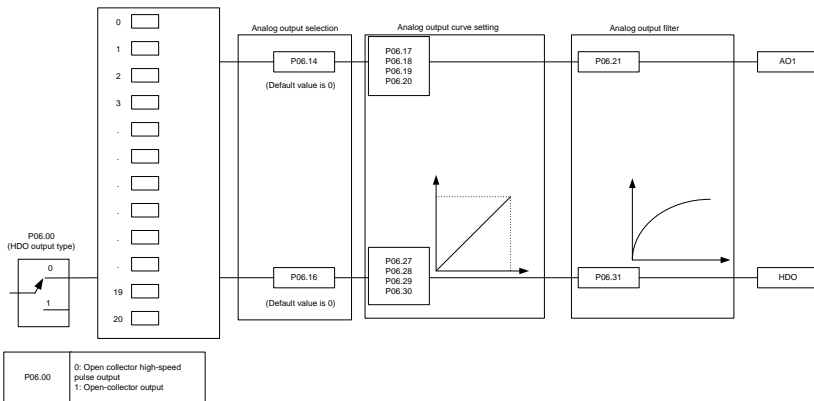 0
1
2
3
.
.
.
.
.
.
19
20
Analog output selection
P06.14
(Default value is 0)
P06.16
(Default value is 0)
Analog output curve setting
P06.17
P06.18
P06.19
P06.20
P06.27
P06.28
P06.29
P06.30
Analog output filter
P06.21
P06.31
AO1
HDO
P06.00
(HDO output type)
0
1
P06.00
0: Open collector high-speed
pulse output
1: Open-collector output